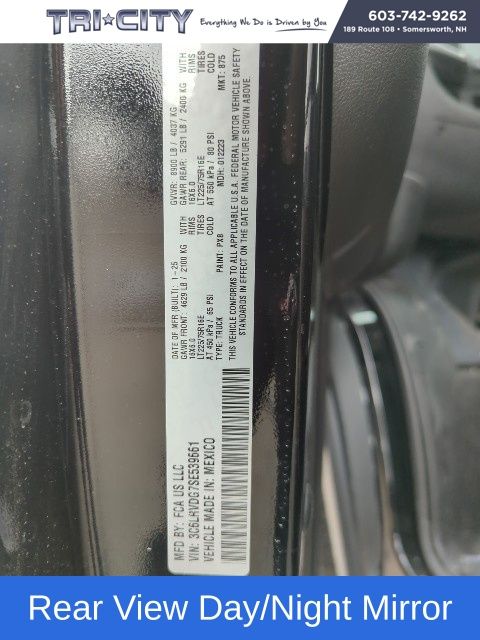 TRI★CITY
Everything We Do is Driven by You
603-742-9262
189 Route 108 • Somersworth, NH
MFD BY: FCA US LLC
VIN: 3C6LRVDG7SE539661
VEHICLE MADE IN: MEXICO
DATE OF MFR (BUILT): 1-25
GVWR: 8900 LB / 4037 KG
GAWR FRONT: 4629 LB / 2100 KG WITH
GAWR REAR: 5291 LB / 2400 KG WITH
16X6.0 RIMS
16X6.0 RIMS
LT225/75R16E TIRES
LT225/75R16E TIRES
AT 450 kPa / 65 PSI COLD
AT 550 kPa / 80 PSI COLD
TYPE: TRUCK
PAINT: PX8
MDH: 012223
MKT: 875
THIS VEHICLE CONFORMS TO ALL APPLICABLE U.S.A. FEDERAL MOTOR VEHICLE SAFETY
STANDARDS IN EFFECT ON THE DATE OF MANUFACTURE SHOWN ABOVE.
Rear View Day/Night Mirror